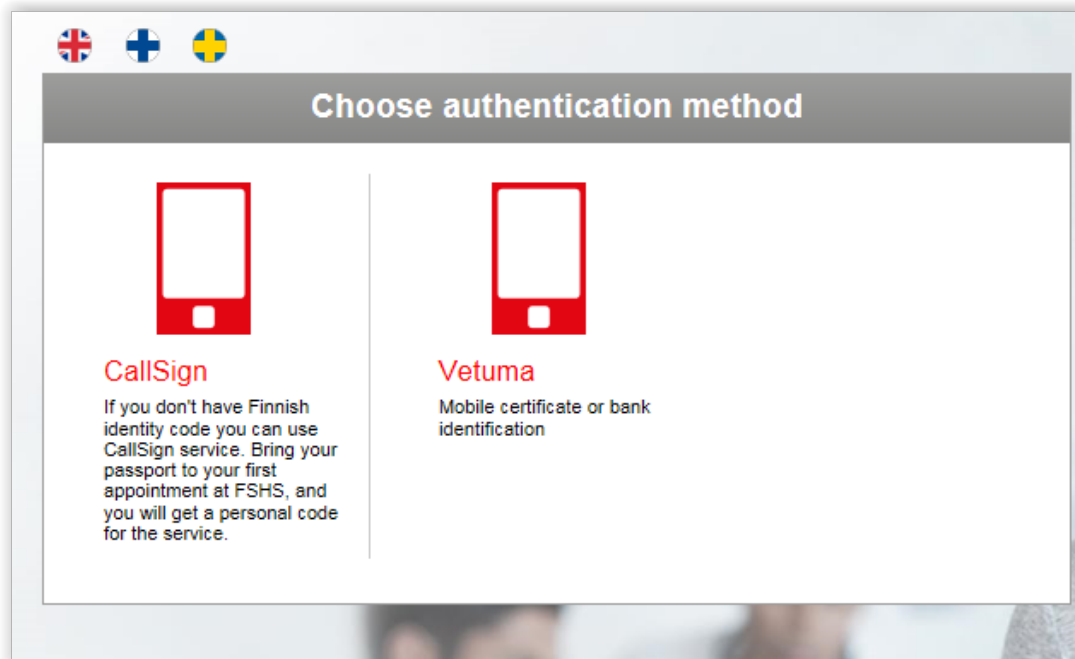 Choose authentication method
CallSign
If you don't have Finnish
identity code you can use
CallSign service. Bring your
passport to your first
appointment at FSHS, and
you will get a personal code
for the service.
Vetuma
Mobile certificate or bank
identification